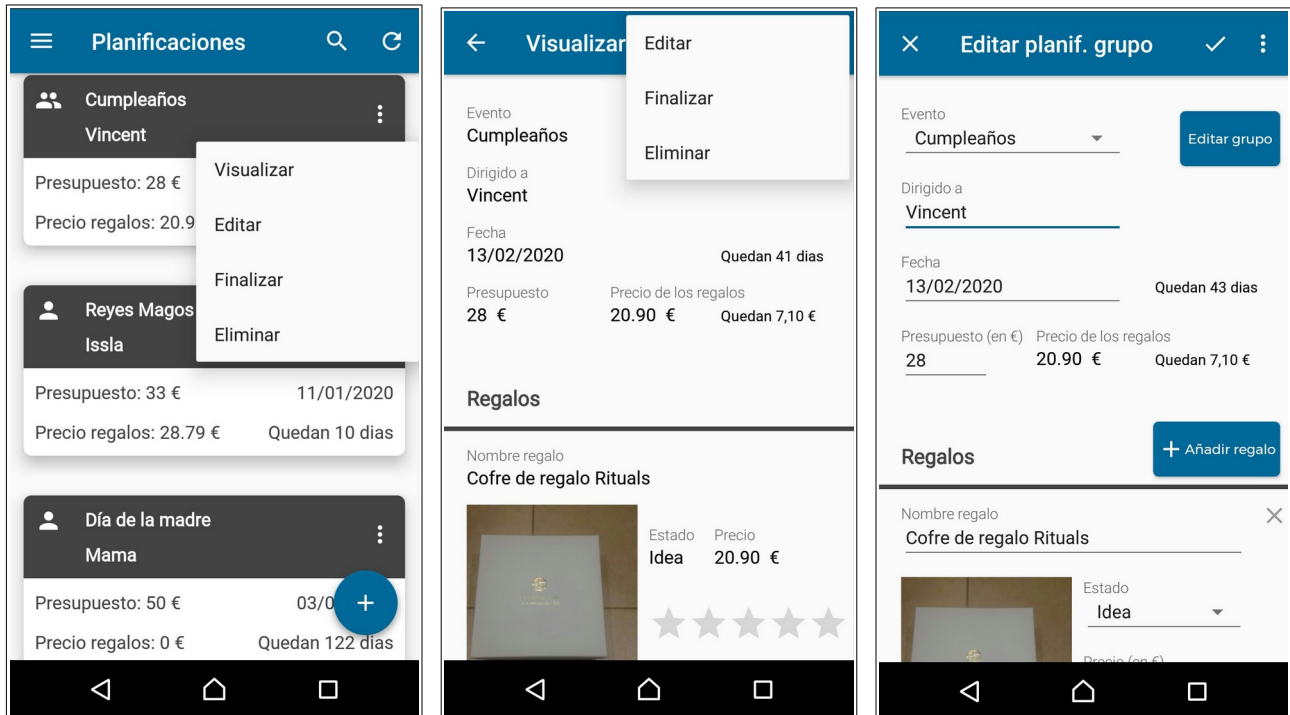 Planificaciones
Cumpleaños
Vincent
Visualizar
Editar
Finalizar
Eliminar
Presupuesto: 28 €
Precio regalos: 20.9
Reyes Magos
Issla
Presupuesto: 33 €
11/01/2020
Precio regalos: 28.79 €
Quedan 10 dias
Día de la madre
Mama
Presupuesto: 50 €
03/0
+
Precio regalos: 0 €
Quedan 122 dias
Visualizar
Editar
Finalizar
Eliminar
Evento
Cumpleaños
Dirigido a
Vincent
Fecha
13/02/2020
Quedan 41 dias
Presupuesto
Precio de los regalos
28 €
20.90 €
Quedan 7,10 €
Regalos
Nombre regalo
Cofre de regalo Rituals
Estado
Precio
Idea
20.90 €
Editar planif. grupo
Evento
Cumpleaños
Editar grupo
Dirigido a
Vincent
Fecha
13/02/2020
Quedan 43 dias
Presupuesto (en €)
Precio de los regalos
28
20.90 €
Quedan 7,10 €
Regalos
+ Añadir regalo
Nombre regalo
Cofre de regalo Rituals
Estado
Idea
Precio (en €)